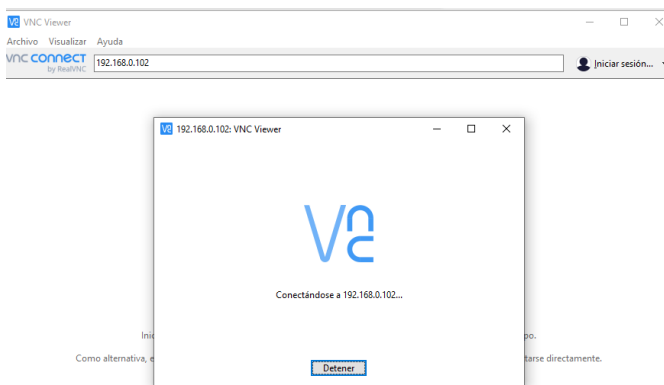 VNC Viewer
Archivo Visualizar Ayuda
vnc connect
by RealVNC
192.168.0.102
Iniciar sesión...
192.168.0.102: VNC Viewer
Conectándose a 192.168.0.102...
po.
Como alternativa, e
tarse directamente.
Detener